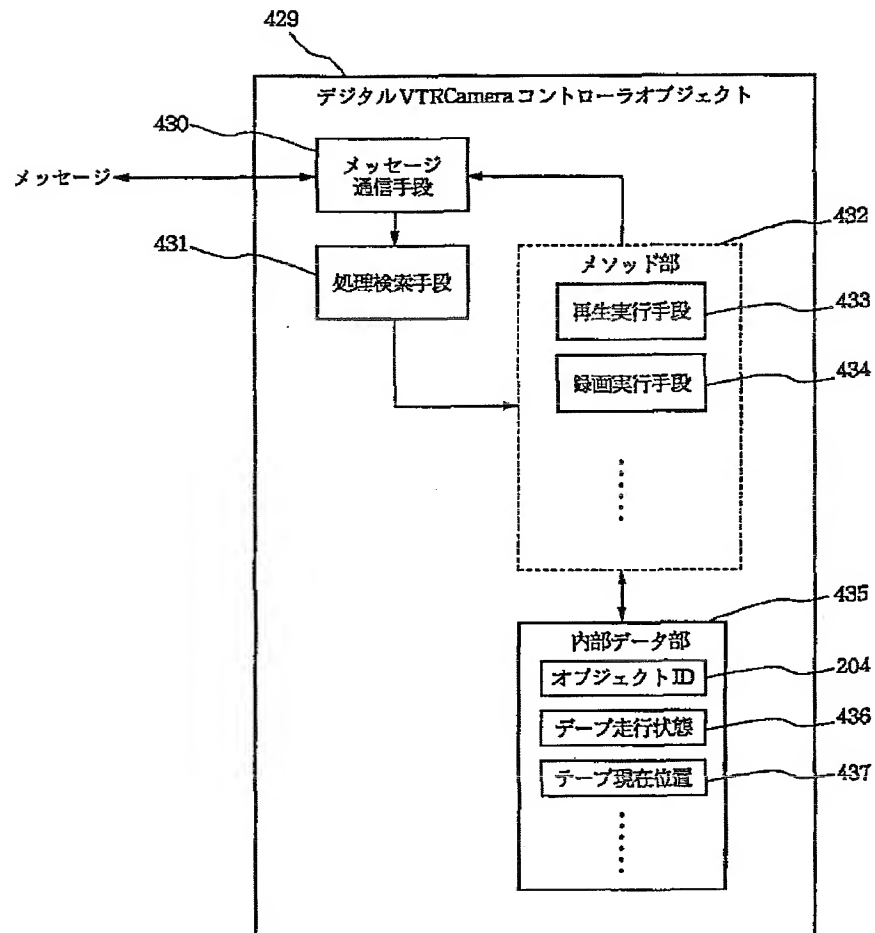 429
デジタルVTRCameraコントローラオブジェクト
430
メッセージ
メッセージ
通信手段
431
処理検索手段
432
メソッド部
再生実行手段
433
録画実行手段
434
435
内部データ部
オブジェクトID
204
デープ走行状態
436
テープ現在位置
437